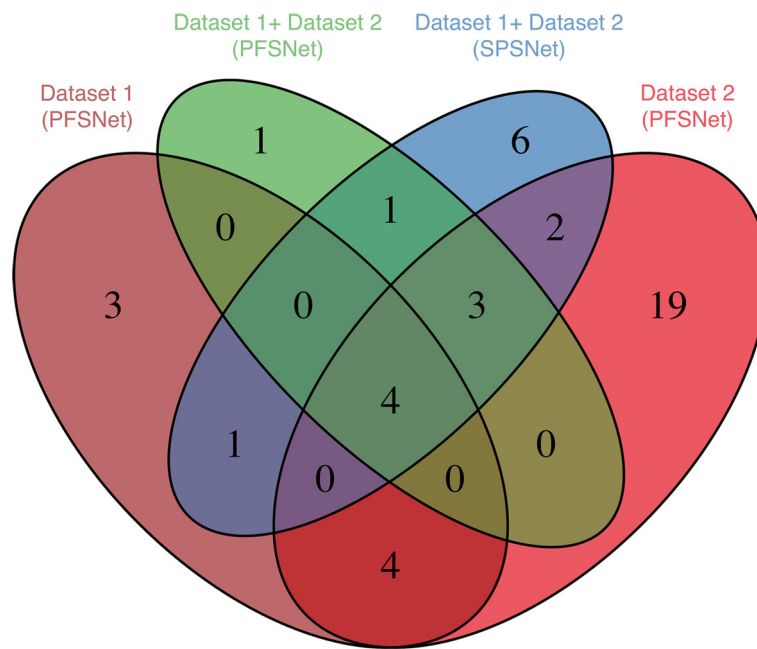 Dataset 1+ Dataset 2
(PFSNet)
Dataset 1+ Dataset 2
(SPSNet)
Dataset 1
(PFSNet)
Dataset 2
(PFSNet)
1
6
0
1
2
3
0
3
19
4
1
0
0
0
4